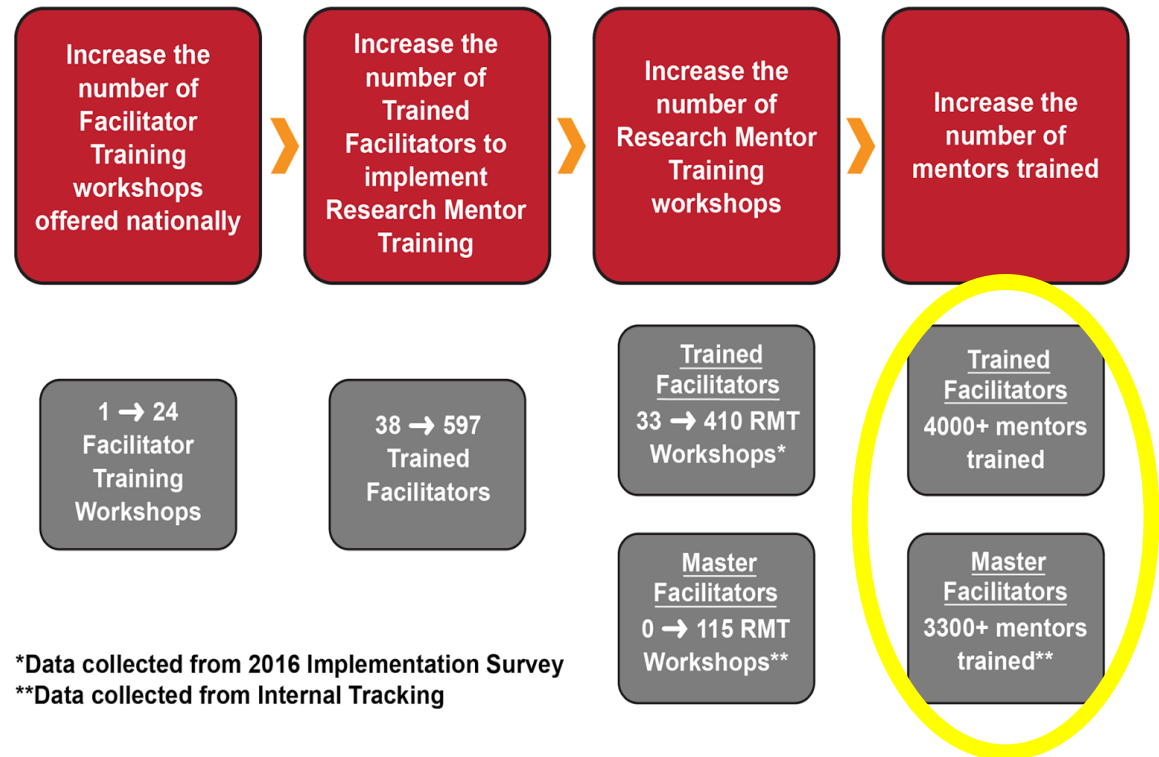 Increase the
number of
Facilitator
Training
workshops
offered nationally
Increase the
number of
Trained
Facilitators to
implement
Research Mentor
Training
Increase the
number of
Research Mentor
Training
workshops
Increase the
number of
mentors trained
1 → 24
Facilitator
Training
Workshops
38 → 597
Trained
Facilitators
Trained
Facilitators
33 → 410 RMT
Workshops*
Trained
Facilitators
4000+ mentors
trained
Master
Facilitators
0 → 115 RMT
Workshops**
Master
Facilitators
3300+ mentors
trained**
*Data collected from 2016 Implementation Survey
**Data collected from Internal Tracking